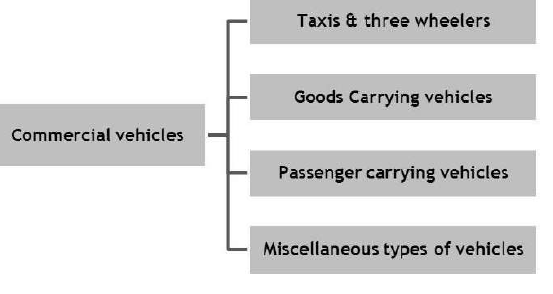 Taxis & three wheelers
Goods Carrying vehicles
Commercial vehicles
Passenger carrying vehicles
Miscellaneous types of vehicles